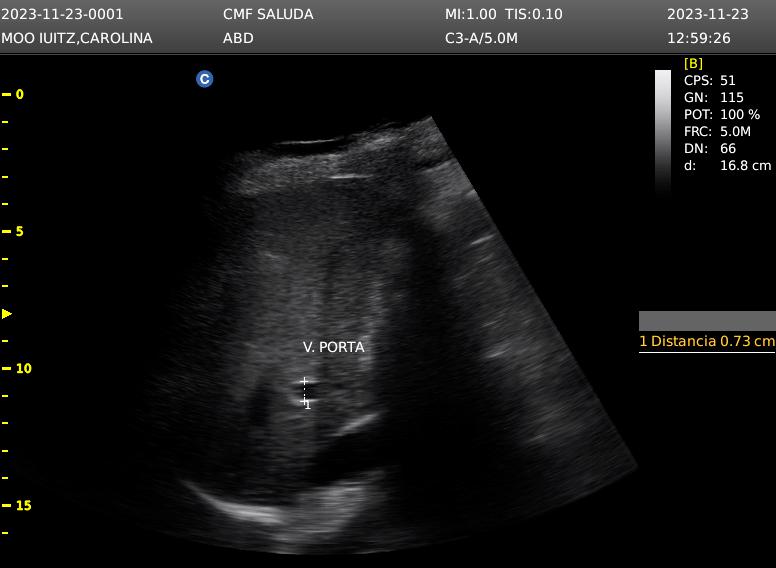 2023-11-23-0001 CMF SALUDA MI:1.00 TIS:0.10 2023-11-23
MOO IUITZ,CAROLINA ABD C3-A/5.0M 12:59:26
C
[B]
CPS: 51
GN: 115
POT: 100 %
FRC: 5.0M
DN: 66
d: 16.8 cm
0
5
10
15
V. PORTA
1
1 Distancia 0.73 cm